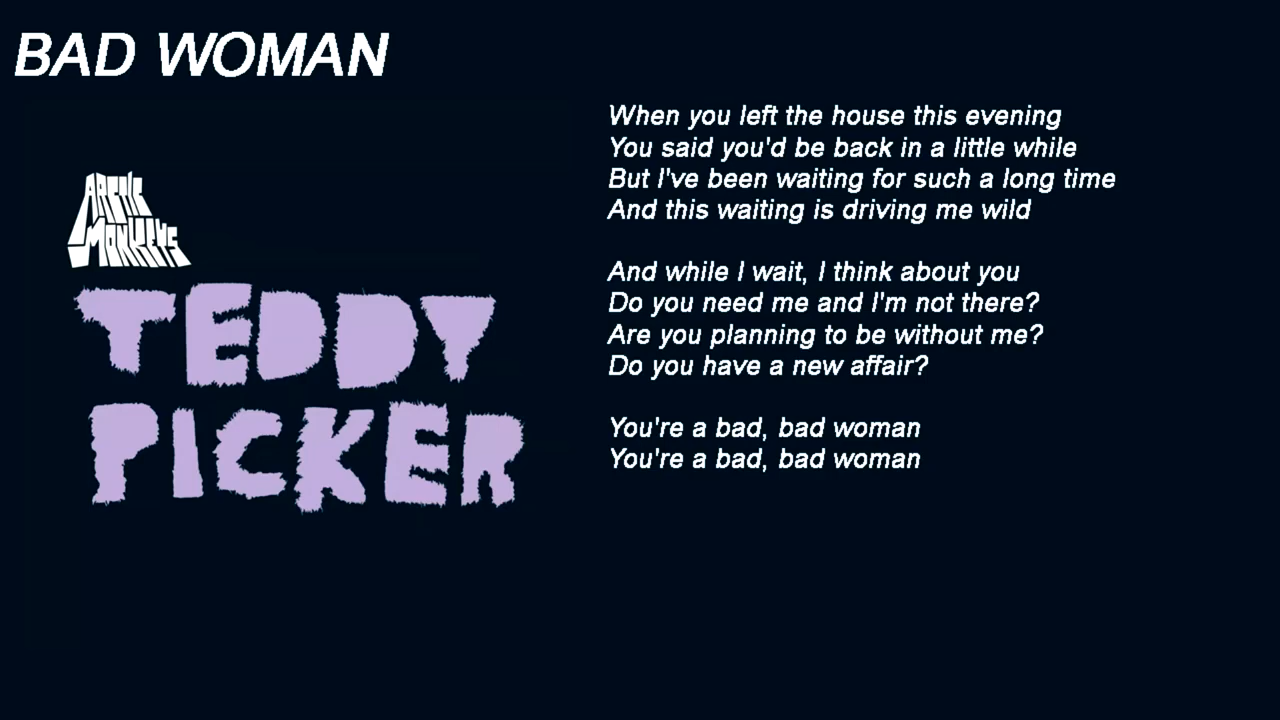 BAD WOMAN
ARCTIC
MONKEYS
TEDDY
PICKER
When you left the house this evening
You said you'd be back in a little while
But I've been waiting for such a long time
And this waiting is driving me wild
And while I wait, I think about you
Do you need me and I'm not there?
Are you planning to be without me?
Do you have a new affair?
You're a bad, bad woman
You're a bad, bad woman